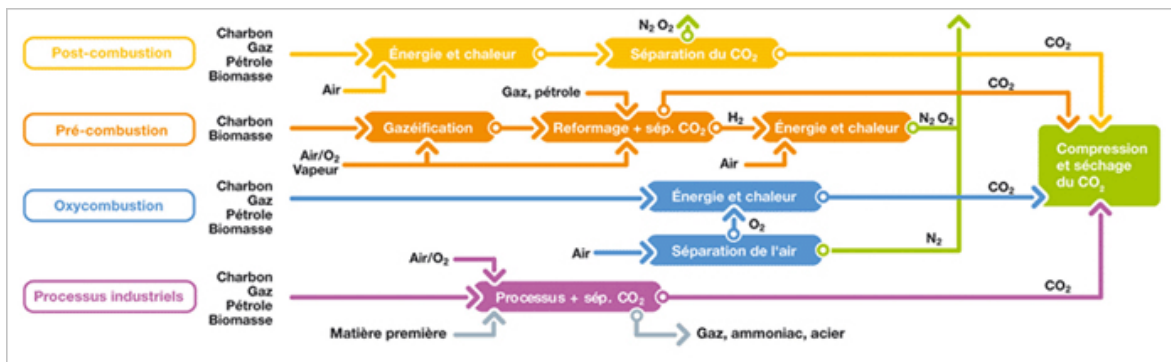 N₂ O₂
Charbon
Gaz
Pétrole
Biomasse
Post-combustion
Énergie et chaleur
Séparation du CO₂
CO₂
Air
Gaz, pétrole
CO₂
Pré-combustion
Charbon
Biomasse
Gazéification
Reformage + sép. CO₂
H₂
Énergie et chaleur
N₂ O₂
Air/O₂
Vapeur
Air
Compression
et séchage
du CO₂
Oxycombustion
Charbon
Gaz
Pétrole
Biomasse
Énergie et chaleur
CO₂
O₂
Air
Séparation de l'air
N₂
Air/O₂
Processus industriels
Charbon
Gaz
Pétrole
Biomasse
Processus + sép. CO₂
CO₂
Matière première
Gaz, ammoniac, acier